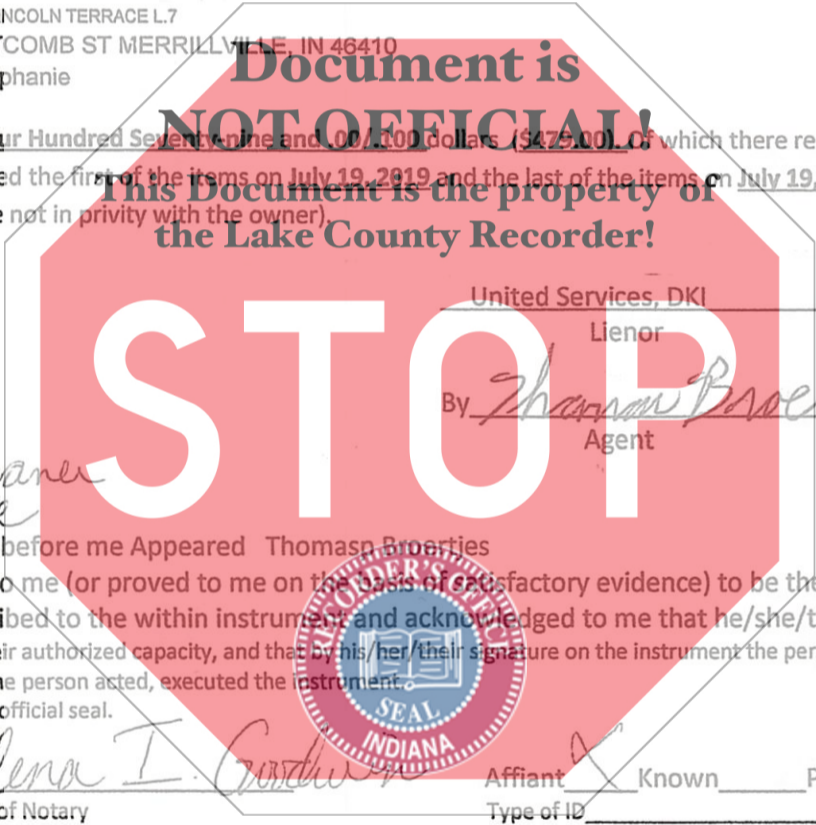 NCOLN TERRACE L.7
COMB ST MERRILLVILLE, IN 46410
phanie
Document is
NOT OFFICIAL!
ur Hundred Seventy-nine and .00/.100 dollars ($479.00). Of which there re
ed the first of the items on July 19, 2019 and the last of the items on July 19,
This Document is the property of
not in privity with the owner).
the Lake County Recorder!
United Services, DKI
Lienor
STOP
By
Agent
before me Appeared Thomasp Broertjes
o me (or proved to me on the basis of satisfactory evidence) to be the
ibed to the within instrument and acknowledged to me that he/she/t
ir authorized capacity, and that by his/her/their signature on the instrument the per
e person acted, executed the instrument.
official seal.
RECORDER'S OFFICE
SEAL
INDIANA
ena I. Goodwin
Affiant X Known P
of Notary
Type of ID